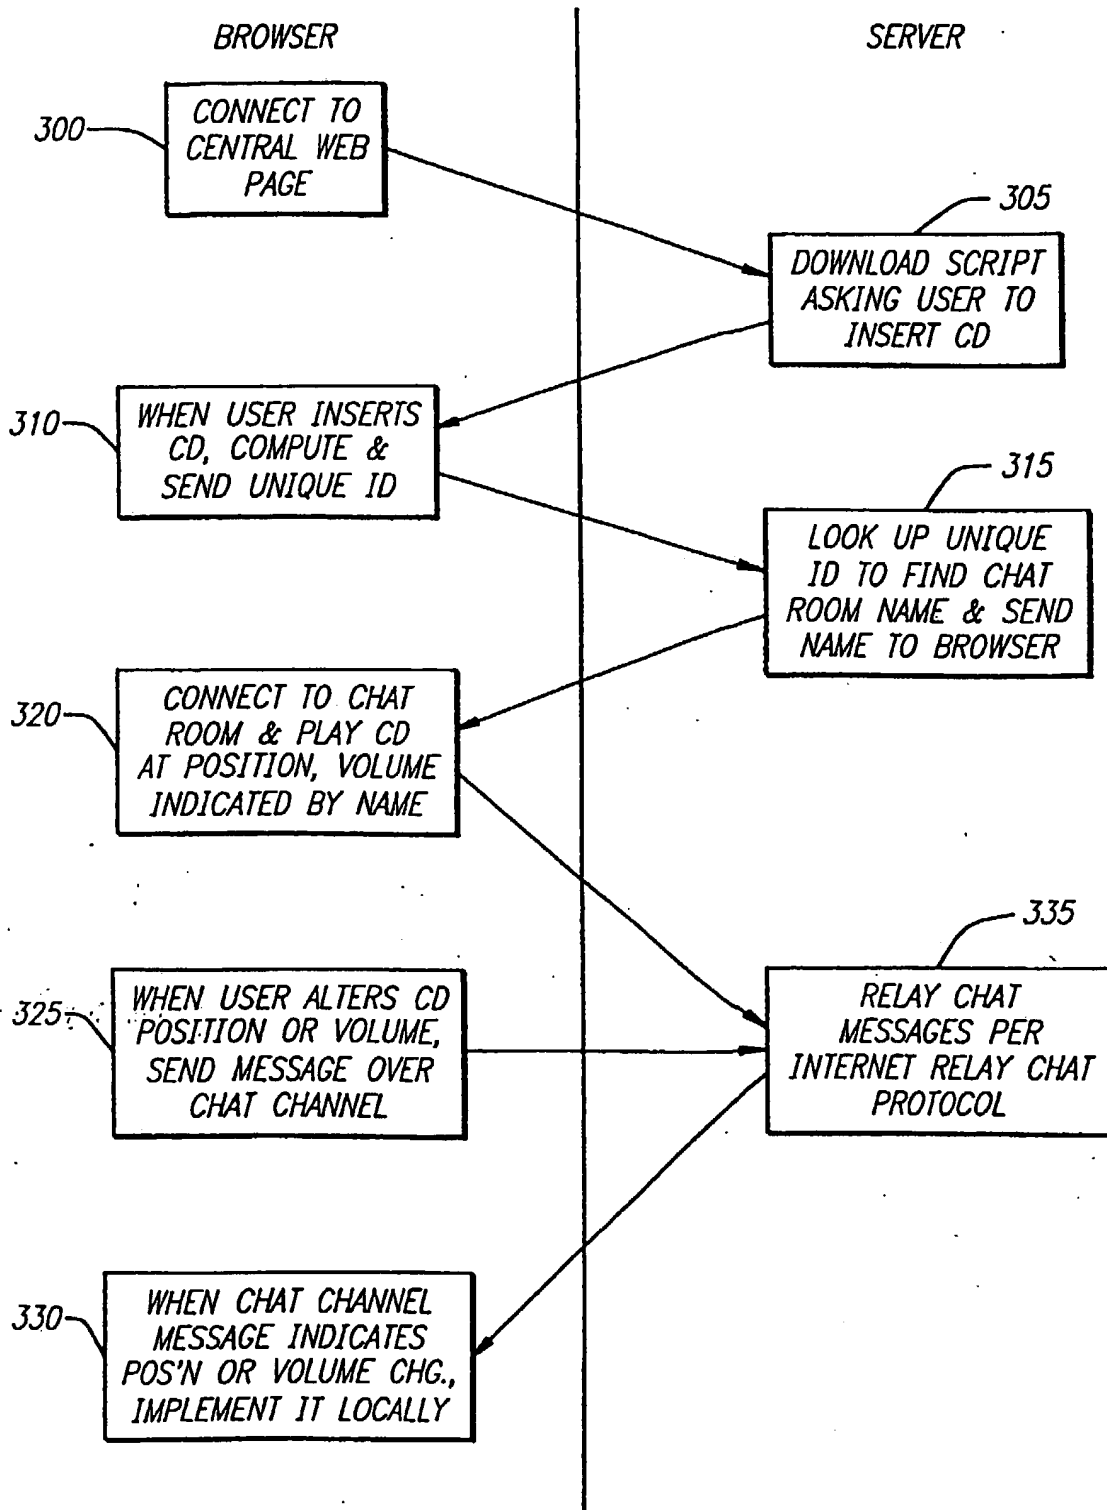 BROWSER
SERVER
300
CONNECT TO
CENTRAL WEB
PAGE
305
DOWNLOAD SCRIPT
ASKING USER TO
INSERT CD
310
WHEN USER INSERTS
CD, COMPUTE &
SEND UNIQUE ID
315
LOOK UP UNIQUE
ID TO FIND CHAT
ROOM NAME & SEND
NAME TO BROWSER
320
CONNECT TO CHAT
ROOM & PLAY CD
AT POSITION, VOLUME
INDICATED BY NAME
325
WHEN USER ALTERS CD
POSITION OR VOLUME,
SEND MESSAGE OVER
CHAT CHANNEL
335
RELAY CHAT
MESSAGES PER
INTERNET RELAY CHAT
PROTOCOL
330
WHEN CHAT CHANNEL
MESSAGE INDICATES
POS'N OR VOLUME CHG.,
IMPLEMENT IT LOCALLY